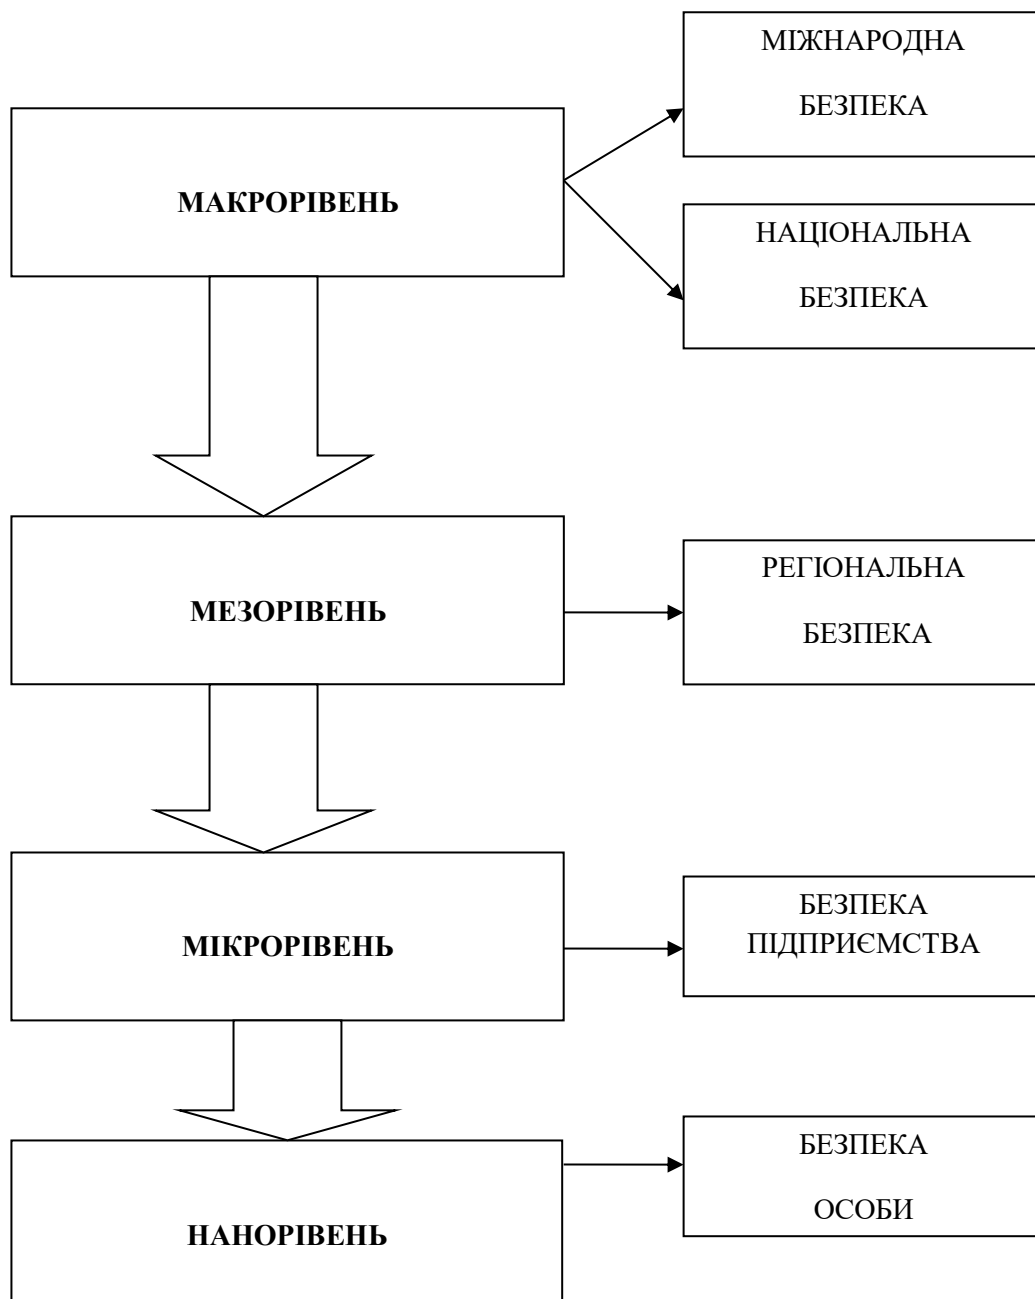 МІЖНАРОДНА
БЕЗПЕКА
МАКРОРІВЕНЬ
НАЦІОНАЛЬНА
БЕЗПЕКА
МЕЗОРІВЕНЬ
РЕГІОНАЛЬНА
БЕЗПЕКА
МІКРОРІВЕНЬ
БЕЗПЕКА
ПІДПРИЄМСТВА
НАНОРІВЕНЬ
БЕЗПЕКА
ОСОБИ